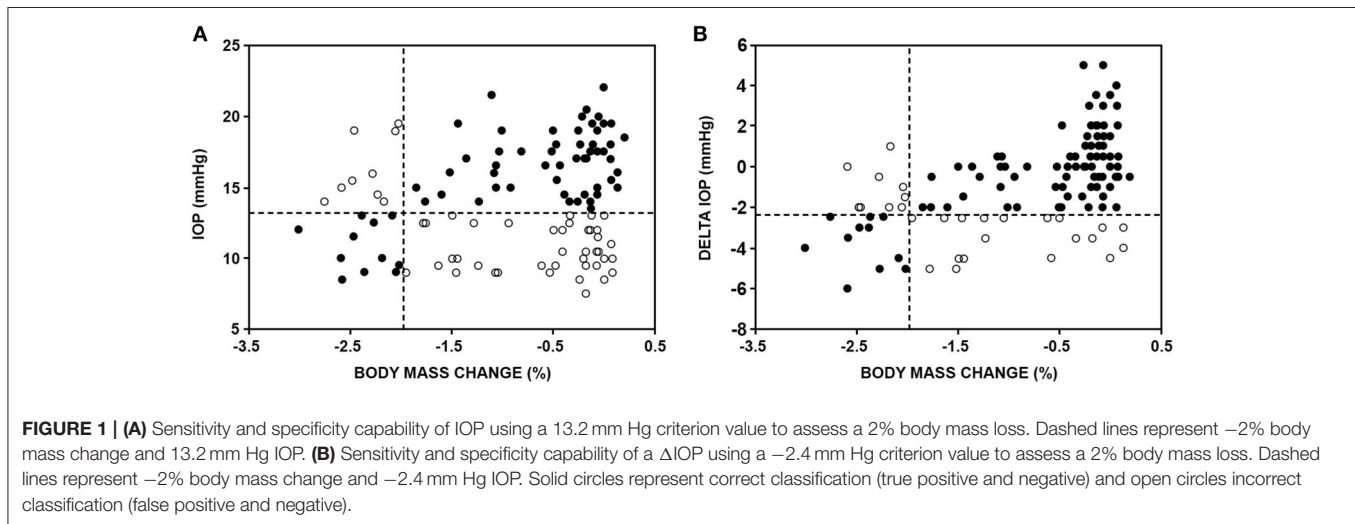 A
B
25
20
15
10
5
IOP (mmHg)
-3.5
-2.5
-1.5
-0.5
0.5
BODY MASS CHANGE (%)
6
4
2
0
-2
-4
-6
-8
DELTA IOP (mmHg)
-3.5
-2.5
-1.5
-0.5
0.5
BODY MASS CHANGE (%)
FIGURE 1 | (A) Sensitivity and specificity capability of IOP using a 13.2 mm Hg criterion value to assess a 2% body mass loss. Dashed lines represent −2% body
mass change and 13.2 mm Hg IOP. (B) Sensitivity and specificity capability of a ΔIOP using a −2.4 mm Hg criterion value to assess a 2% body mass loss. Dashed
lines represent −2% body mass change and −2.4 mm Hg IOP. Solid circles represent correct classification (true positive and negative) and open circles incorrect
classification (false positive and negative).